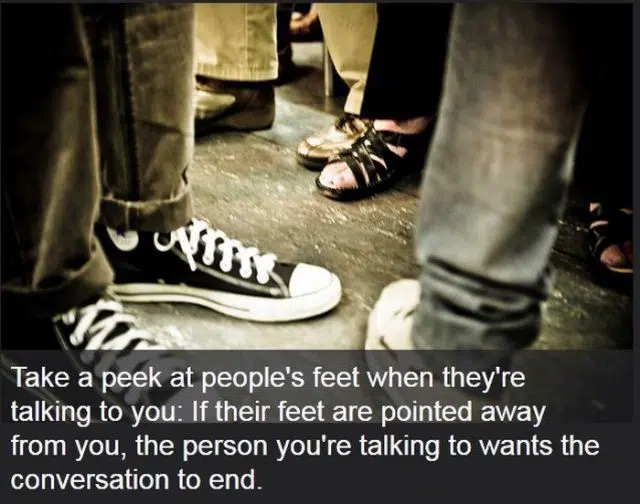 Take a peek at people's feet when they're
talking to you: If their feet are pointed away
from you, the person you're talking to wants the
conversation to end.